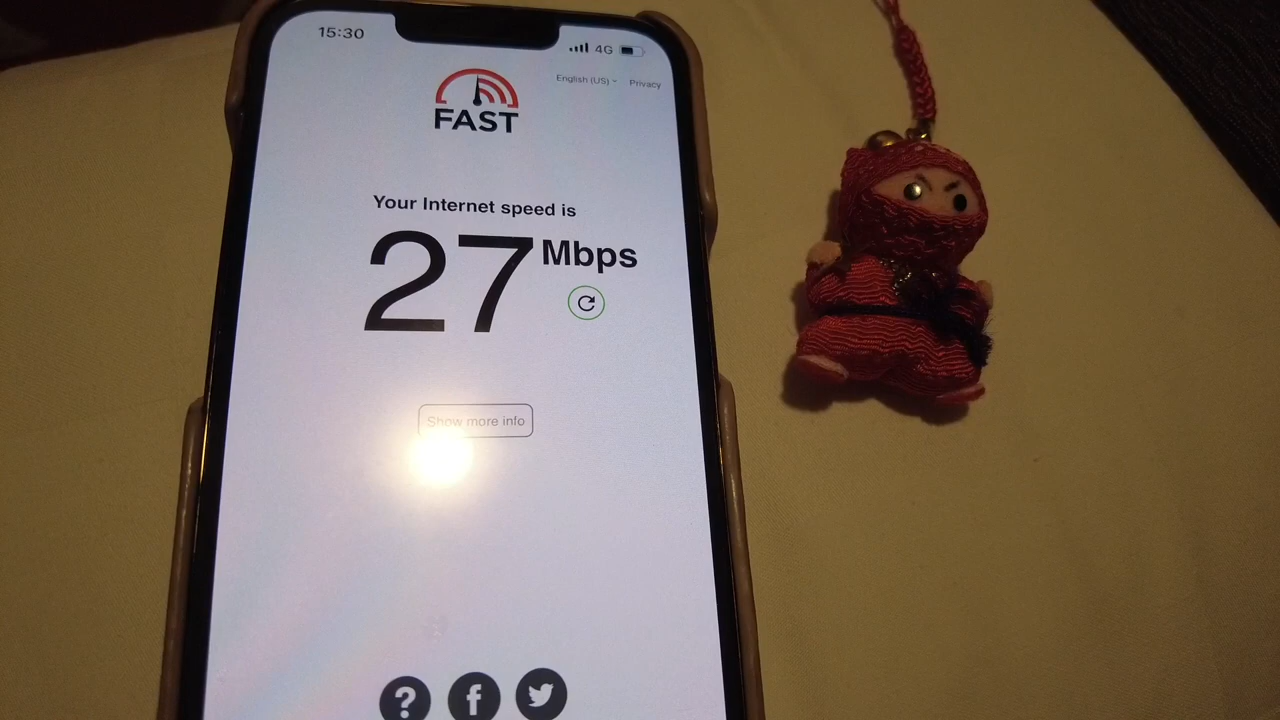 15:30
4G
English (US)
Privacy
FAST
Your Internet speed is
27 Mbps
Show more info